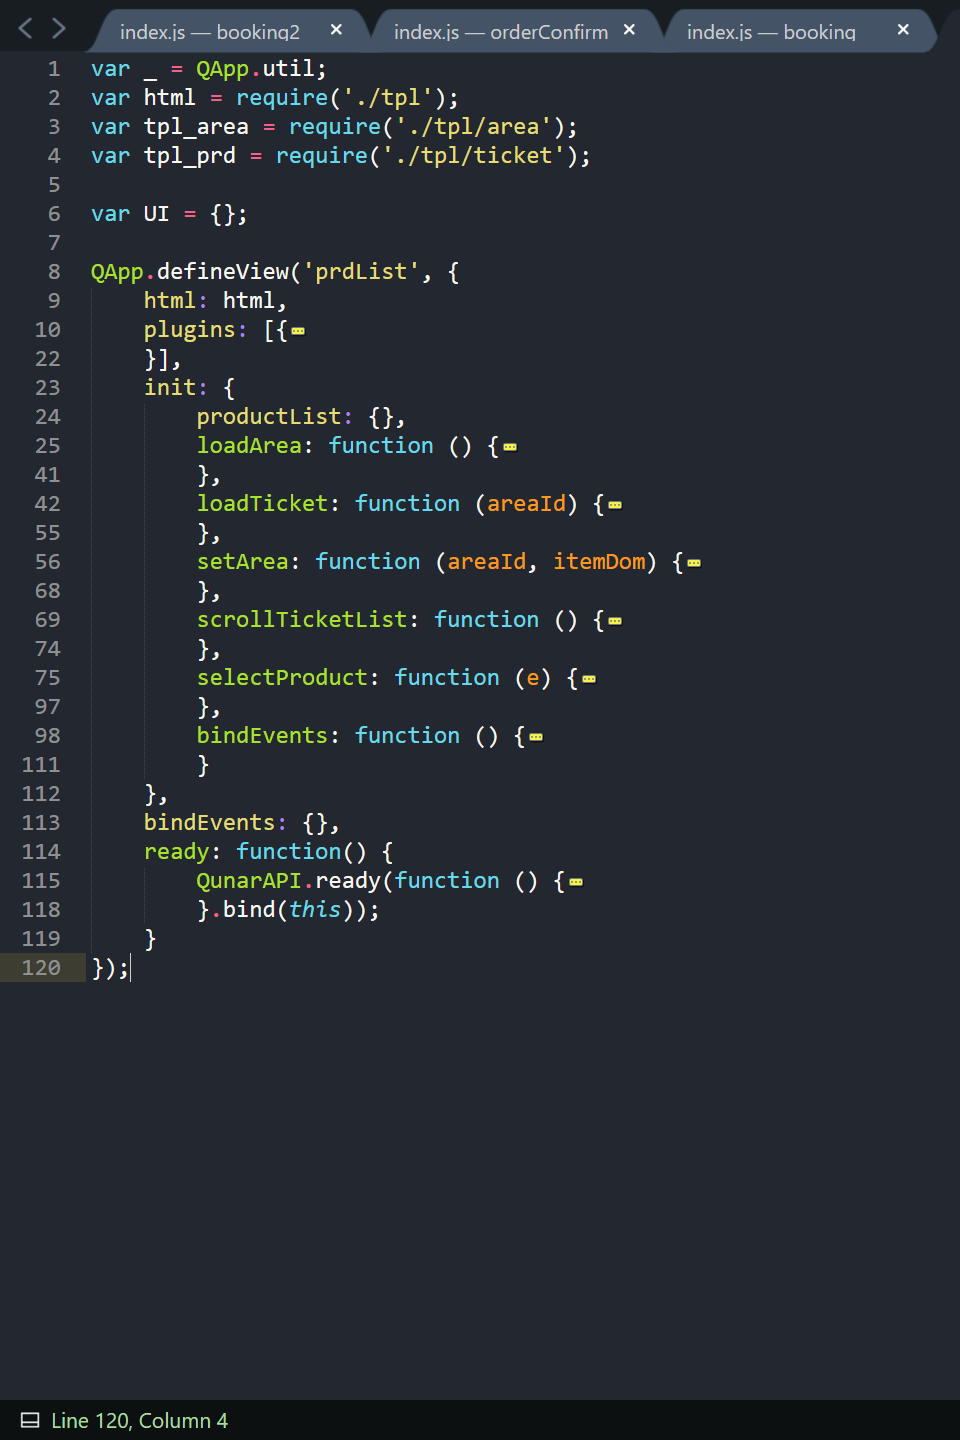 index.js — booking2 × index.js — orderConfirm × index.js — booking ×
1 var _ = QApp.util;
2 var html = require('./tpl');
3 var tpl_area = require('./tpl/area');
4 var tpl_prd = require('./tpl/ticket');
5
6 var UI = {};
7
8 QApp.defineView('prdList', {
9 html: html,
10 plugins: [{
22 }],
23 init: {
24 productList: {},
25 loadArea: function () {
41 },
42 loadTicket: function (areaId) {
55 },
56 setArea: function (areaId, itemDom) {
68 },
69 scrollTicketList: function () {
74 },
75 selectProduct: function (e) {
97 },
98 bindEvents: function () {
111 }
112 },
113 bindEvents: {},
114 ready: function() {
115 QunarAPI.ready(function () {
118 }.bind(this));
119 }
120 });
Line 120, Column 4